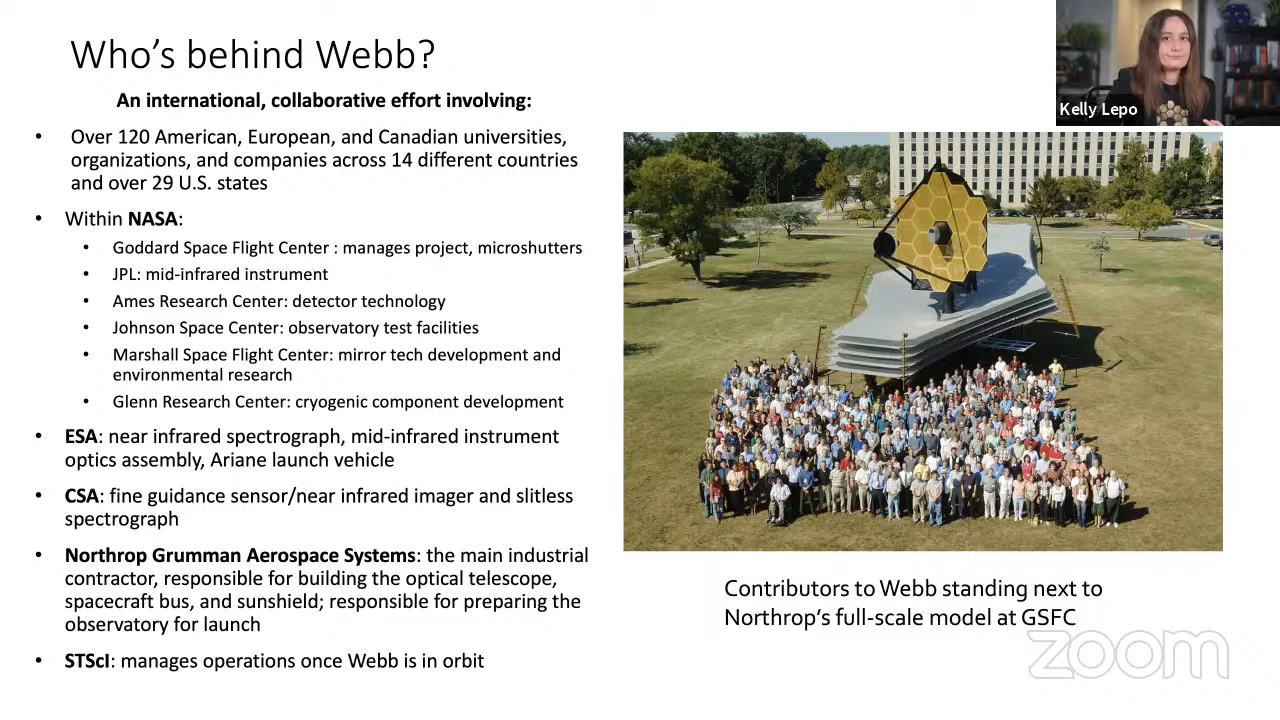 Who's behind Webb?
An international, collaborative effort involving:
• Over 120 American, European, and Canadian universities,
organizations, and companies across 14 different countries
and over 29 U.S. states
• Within NASA:
• Goddard Space Flight Center : manages project, microshutters
• JPL: mid-infrared instrument
• Ames Research Center: detector technology
• Johnson Space Center: observatory test facilities
• Marshall Space Flight Center: mirror tech development and
environmental research
• Glenn Research Center: cryogenic component development
• ESA: near infrared spectrograph, mid-infrared instrument
optics assembly, Ariane launch vehicle
• CSA: fine guidance sensor/near infrared imager and slitless
spectrograph
• Northrop Grumman Aerospace Systems: the main industrial
contractor, responsible for building the optical telescope,
spacecraft bus, and sunshield; responsible for preparing the
observatory for launch
• STScI: manages operations once Webb is in orbit
Kelly Lepo
Contributors to Webb standing next to
Northrop's full-scale model at GSFC
zoom